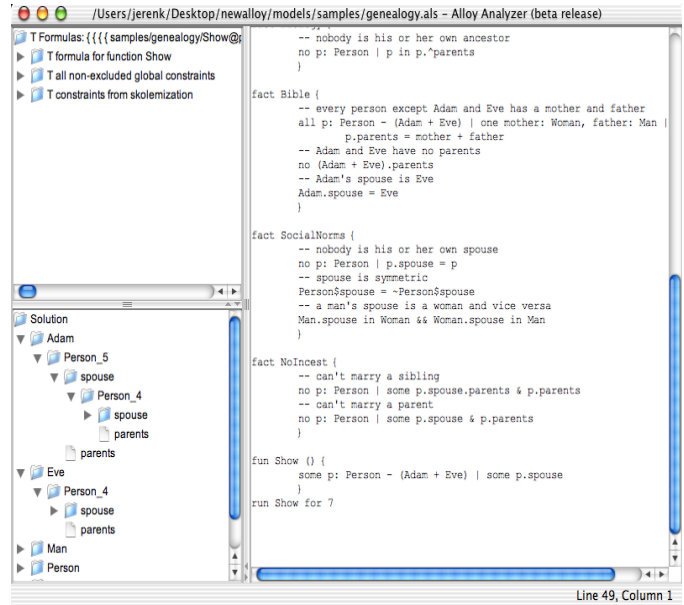 /Users/jerenk/Desktop/newalloy/models/samples/genealogy.als - Alloy Analyzer (beta release)
T Formulas: {{{{ samples/genealogy/Show@p
T formula for function Show
T all non-excluded global constraints
T constraints from skolemization
Solution
Adam
Person_5
spouse
Person_4
spouse
parents
parents
Eve
Person_4
spouse
parents
Man
Person
-- nobody is his or her own ancestor
no p: Person | p in p.^parents
}
fact Bible {
-- every person except Adam and Eve has a mother and father
all p: Person - (Adam + Eve) | one mother: Woman, father: Man |
p.parents = mother + father
-- Adam and Eve have no parents
no (Adam + Eve).parents
-- Adam's spouse is Eve
Adam.spouse = Eve
}
fact SocialNorms {
-- nobody is his or her own spouse
no p: Person | p.spouse = p
-- spouse is symmetric
Person$spouse = ~Person$spouse
-- a man's spouse is a woman and vice versa
Man.spouse in Woman && Woman.spouse in Man
}
fact NoIncest {
-- can't marry a sibling
no p: Person | some p.spouse.parents & p.parents
-- can't marry a parent
no p: Person | some p.spouse & p.parents
}
fun Show () {
some p: Person - (Adam + Eve) | some p.spouse
}
run Show for 7
Line 49, Column 1